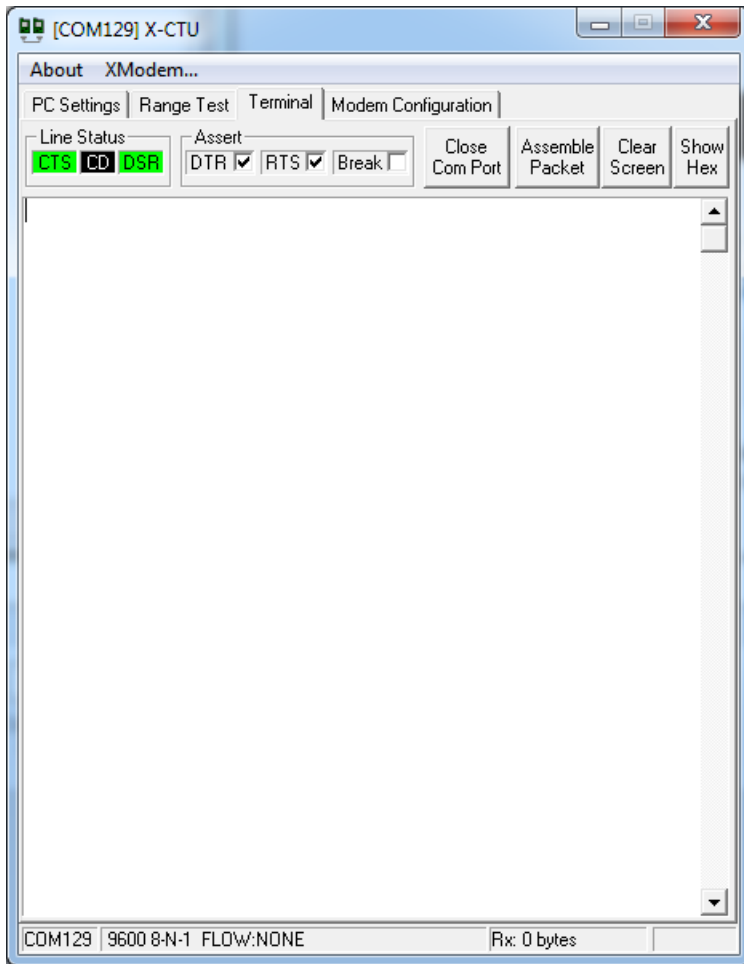 [COM129] X-CTU
About XModem...
PC Settings Range Test Terminal Modem Configuration
Line Status Assert
CTS CD DSR DTR RTS Break
Close Com Port
Assemble Packet
Clear Screen
Show Hex
COM129 9600 8-N-1 FLOW:NONE Rx: 0 bytes